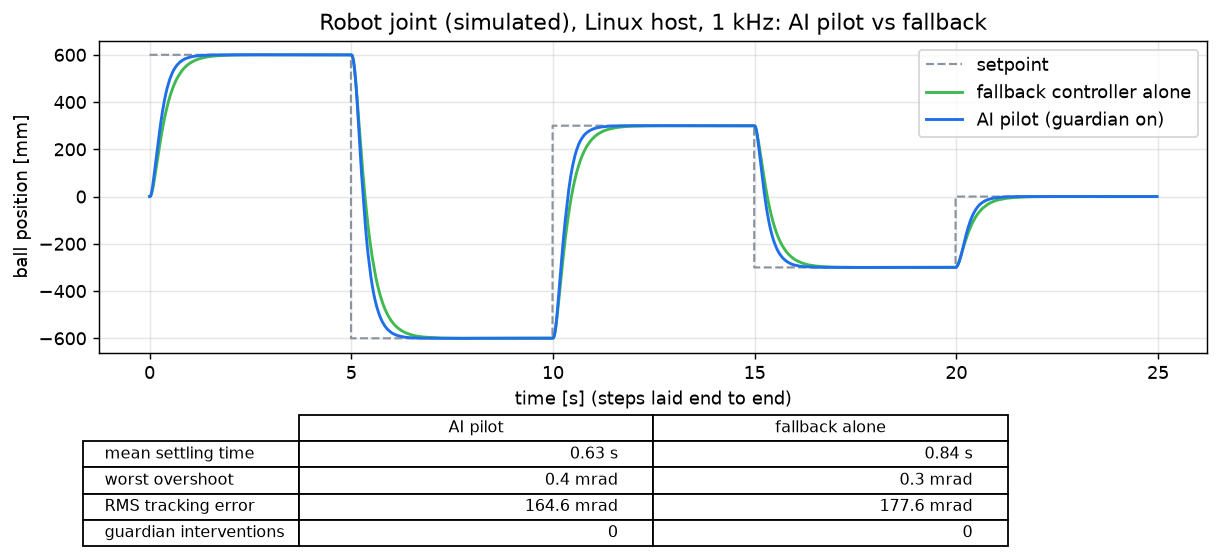 Robot joint (simulated), Linux host, 1 kHz: AI pilot vs fallback
ball position [mm]
600
400
200
0
−200
−400
−600
setpoint
fallback controller alone
AI pilot (guardian on)
0 5 10 15 20 25
time [s] (steps laid end to end)
AI pilot fallback alone
mean settling time 0.63 s 0.84 s
worst overshoot 0.4 mrad 0.3 mrad
RMS tracking error 164.6 mrad 177.6 mrad
guardian interventions 0 0